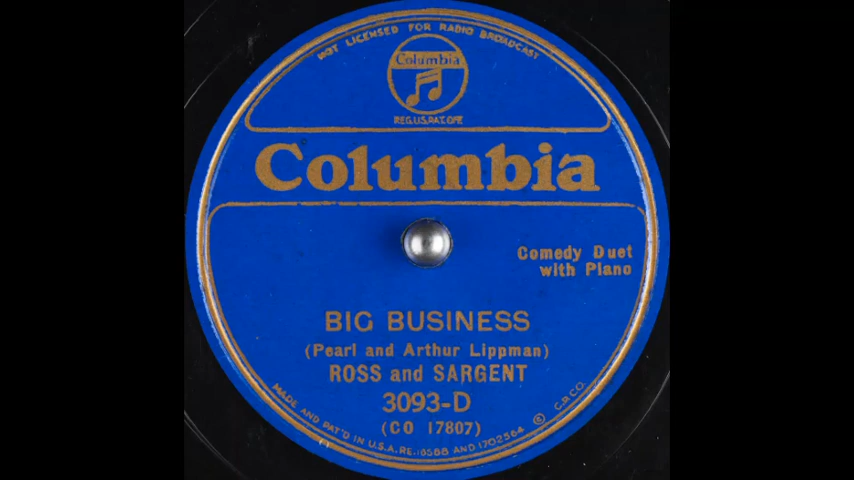 NOT LICENSED FOR RADIO BROADCAST
Columbia
REG.U.S.PAT.OFF.
Columbia
Comedy Duet
with Piano
BIG BUSINESS
(Pearl and Arthur Lippman)
ROSS and SARGENT
3093-D
(CO 17807)
MADE AND PAT'D IN U.S.A. RE.-16588 AND 1702564 © C.P.CO.